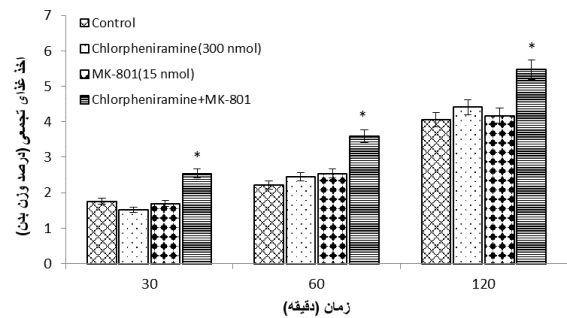 7
6
5
4
3
2
1
0
اخذ غذای تجمعی (درصد وزن بدن)
Control
Chlorpheniramine(300 nmol)
MK-801(15 nmol)
Chlorpheniramine+MK-801
*
*
*
30
60
120
زمان (دقیقه)